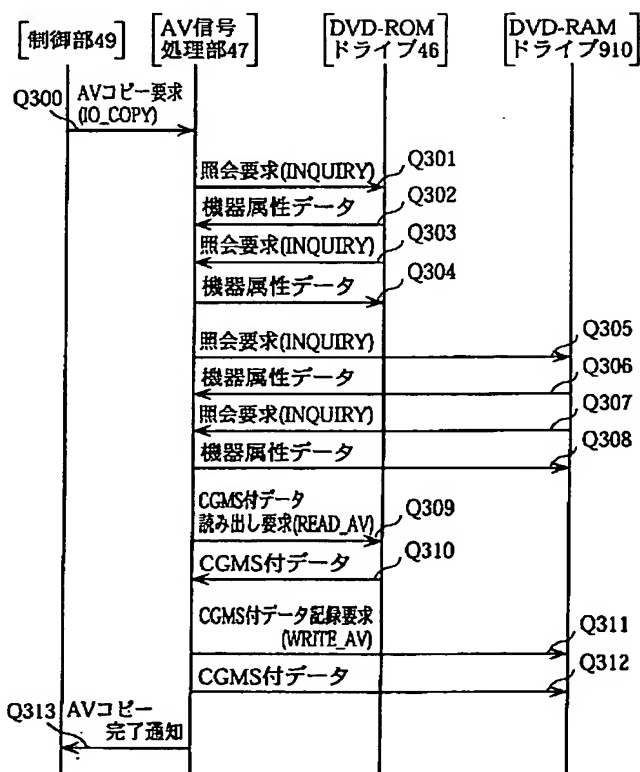 制御部49
AV信号
処理部47
DVD-ROM
ドライブ46
DVD-RAM
ドライブ910
Q300
AVコピー要求
(IO_COPY)
照会要求(INQUIRY)
Q301
機器属性データ
Q302
照会要求(INQUIRY)
Q303
機器属性データ
Q304
照会要求(INQUIRY)
Q305
機器属性データ
Q306
照会要求(INQUIRY)
Q307
機器属性データ
Q308
CGMS付データ
読み出し要求(READ_AV)
Q309
CGMS付データ
Q310
CGMS付データ記録要求
(WRITE_AV)
Q311
CGMS付データ
Q312
Q313
AVコピー
完了通知